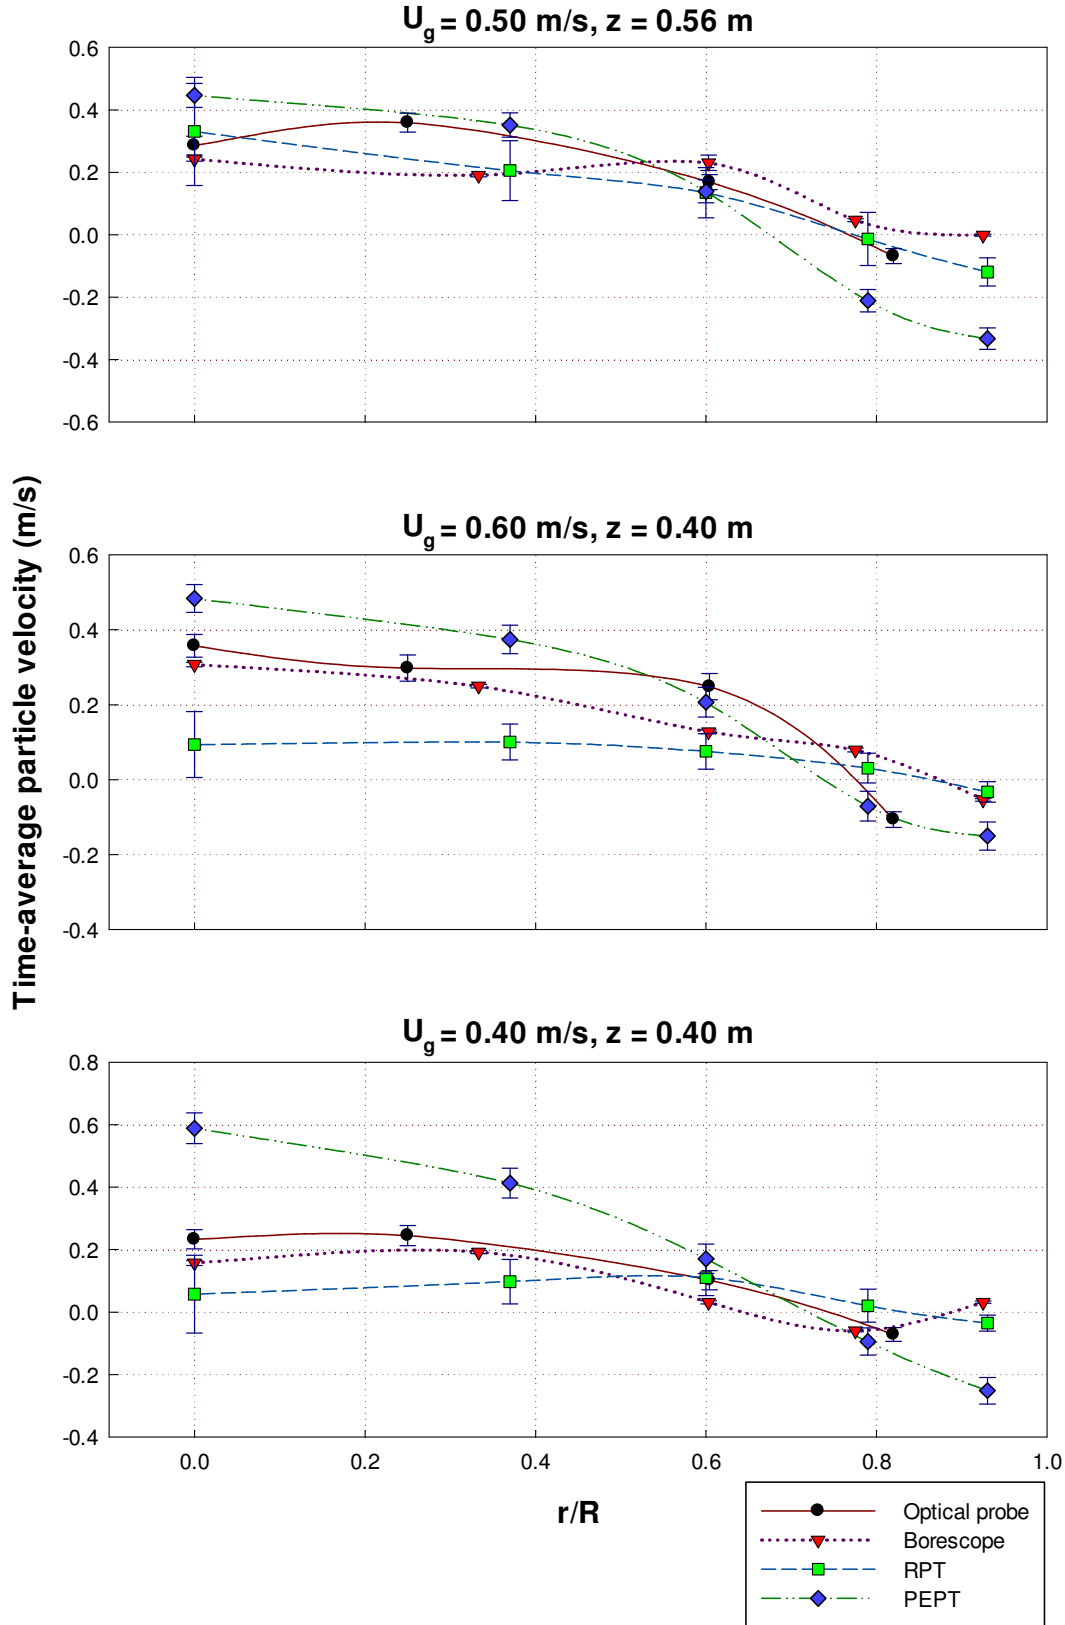 Ug = 0.50 m/s, z = 0.56 m
0.6
0.4
0.2
0.0
-0.2
-0.4
-0.6
Time-average particle velocity (m/s)
Ug = 0.60 m/s, z = 0.40 m
0.6
0.4
0.2
0.0
-0.2
-0.4
Ug = 0.40 m/s, z = 0.40 m
0.8
0.6
0.4
0.2
0.0
-0.2
-0.4
0.0 0.2 0.4 0.6 0.8 1.0
r/R
Optical probe
Borescope
RPT
PEPT